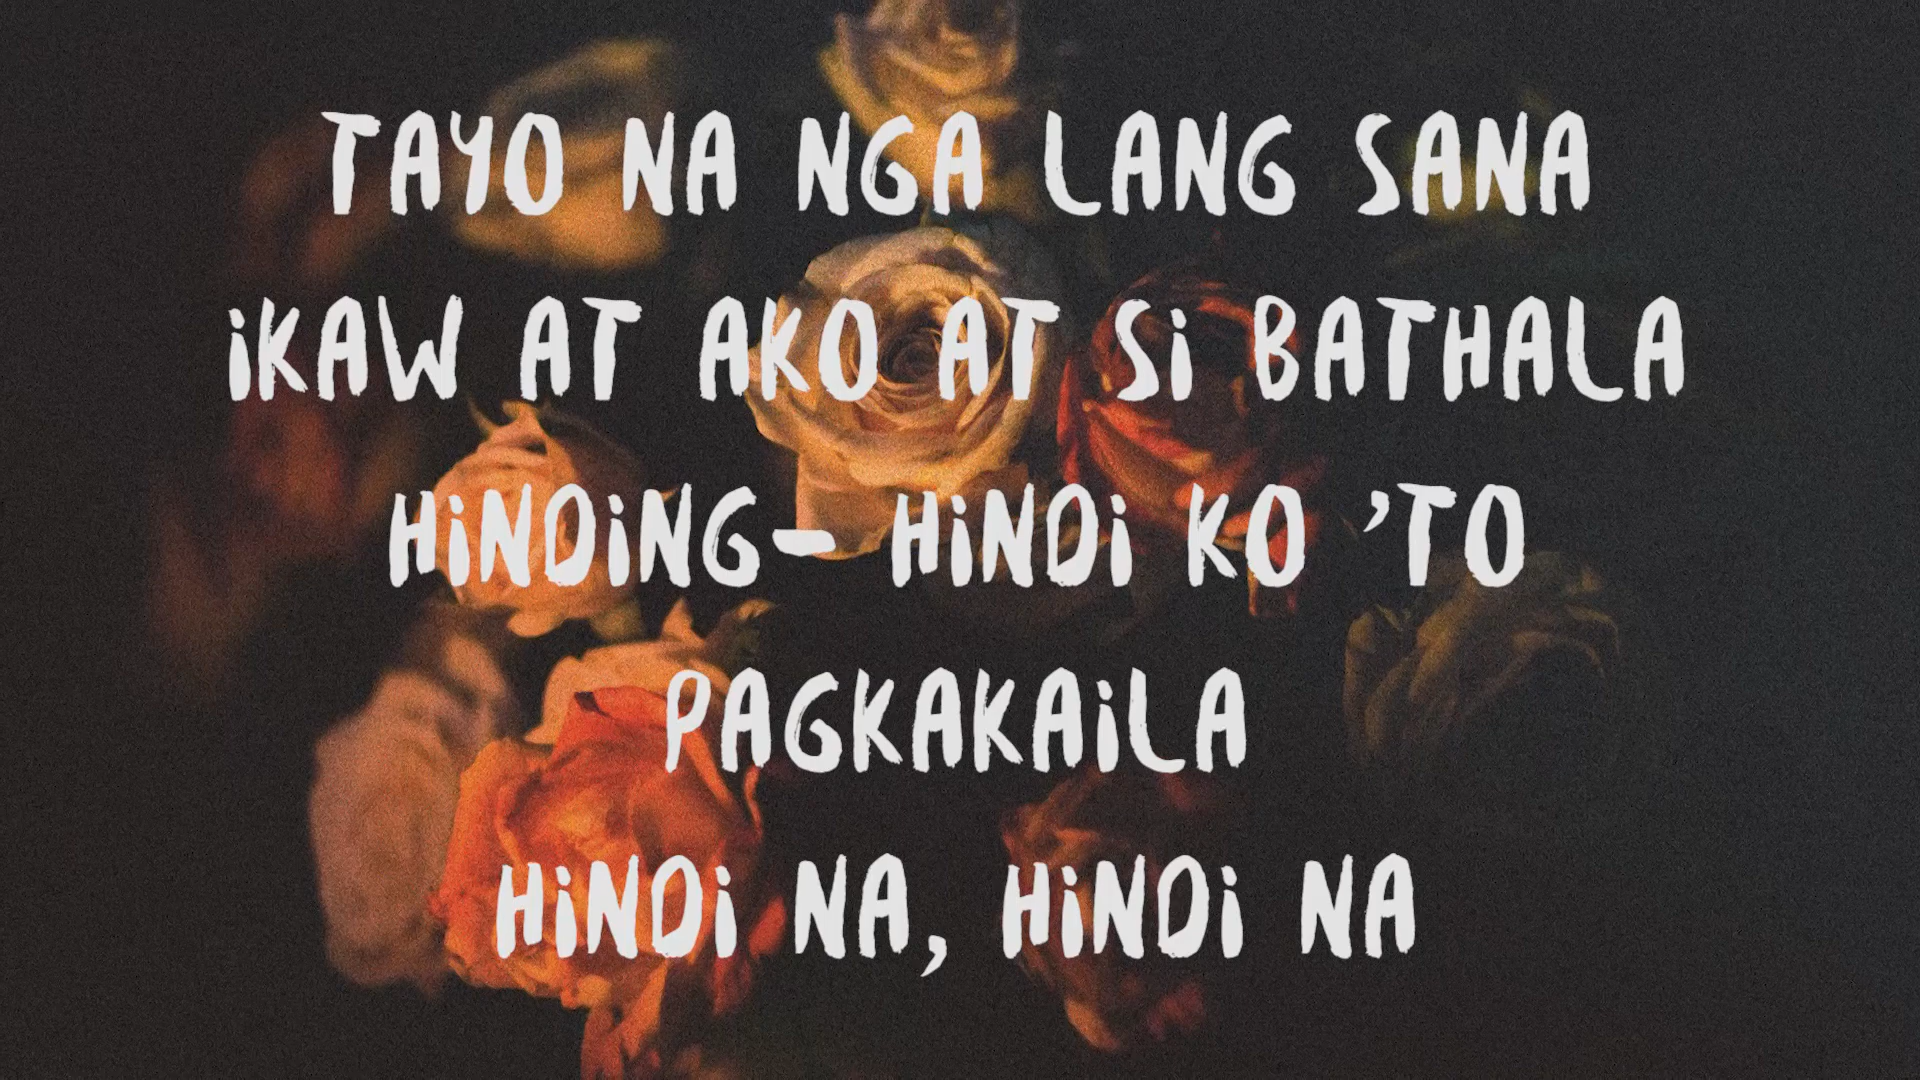 TAYO NA NGA LANG SANA
iKAW AT AKO AT Si BATHALA
HiNDiNG- HiNDi KO 'TO
PAGKAKAiLA
HiNDi NA, HiNDi NA